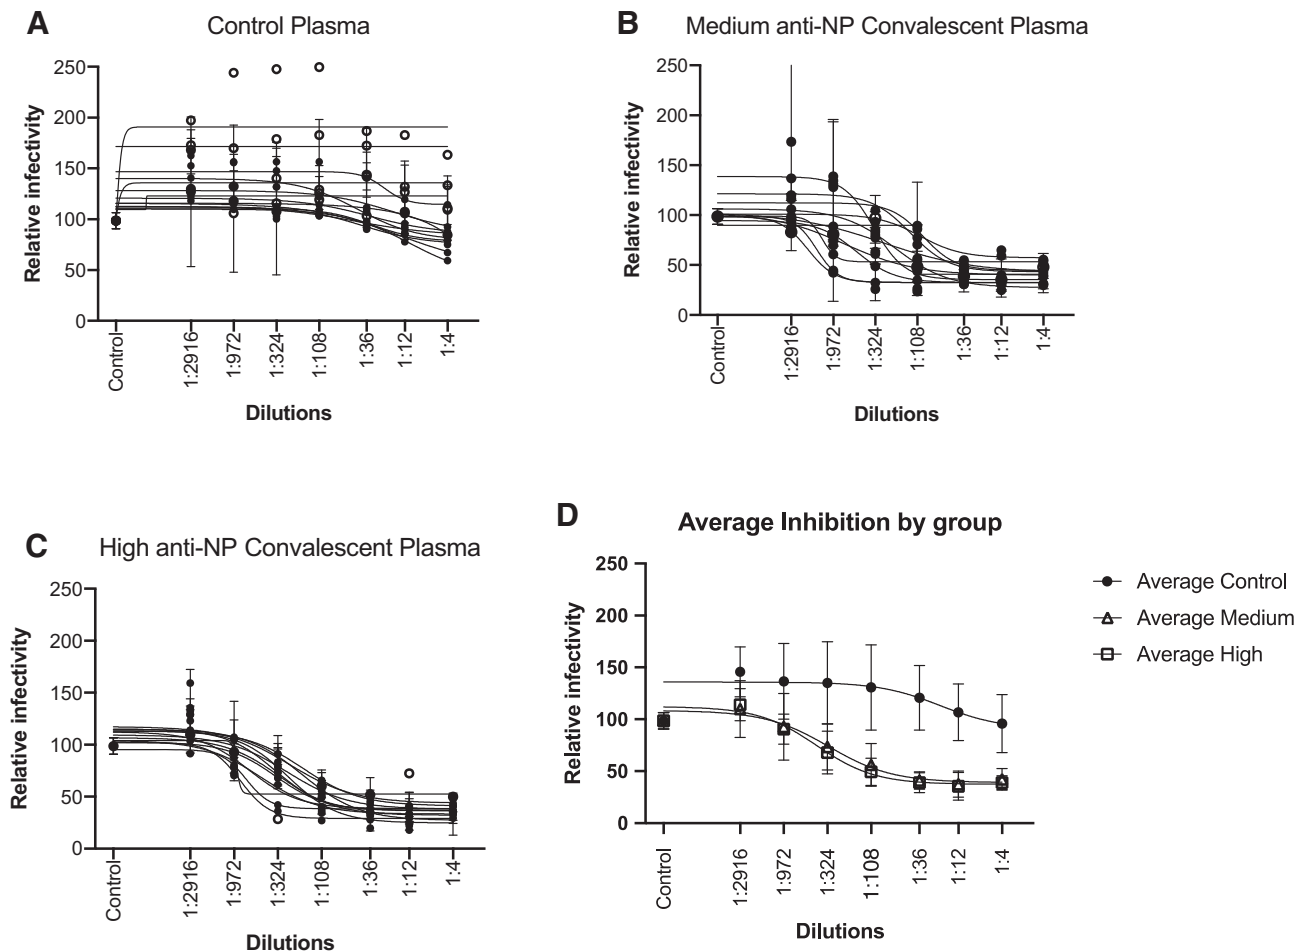 A
Control Plasma
Relative infectivity
250
200
150
100
50
0
Control
1:2916
1:972
1:324
1:108
1:36
1:12
1:4
Dilutions
B
Medium anti-NP Convalescent Plasma
Relative infectivity
250
200
150
100
50
0
Control
1:2916
1:972
1:324
1:108
1:36
1:12
1:4
Dilutions
C
High anti-NP Convalescent Plasma
Relative infectivity
250
200
150
100
50
0
Control
1:2916
1:972
1:324
1:108
1:36
1:12
1:4
Dilutions
D
Average Inhibition by group
Relative infectivity
250
200
150
100
50
0
Control
1:2916
1:972
1:324
1:108
1:36
1:12
1:4
Dilutions
Average Control
Average Medium
Average High